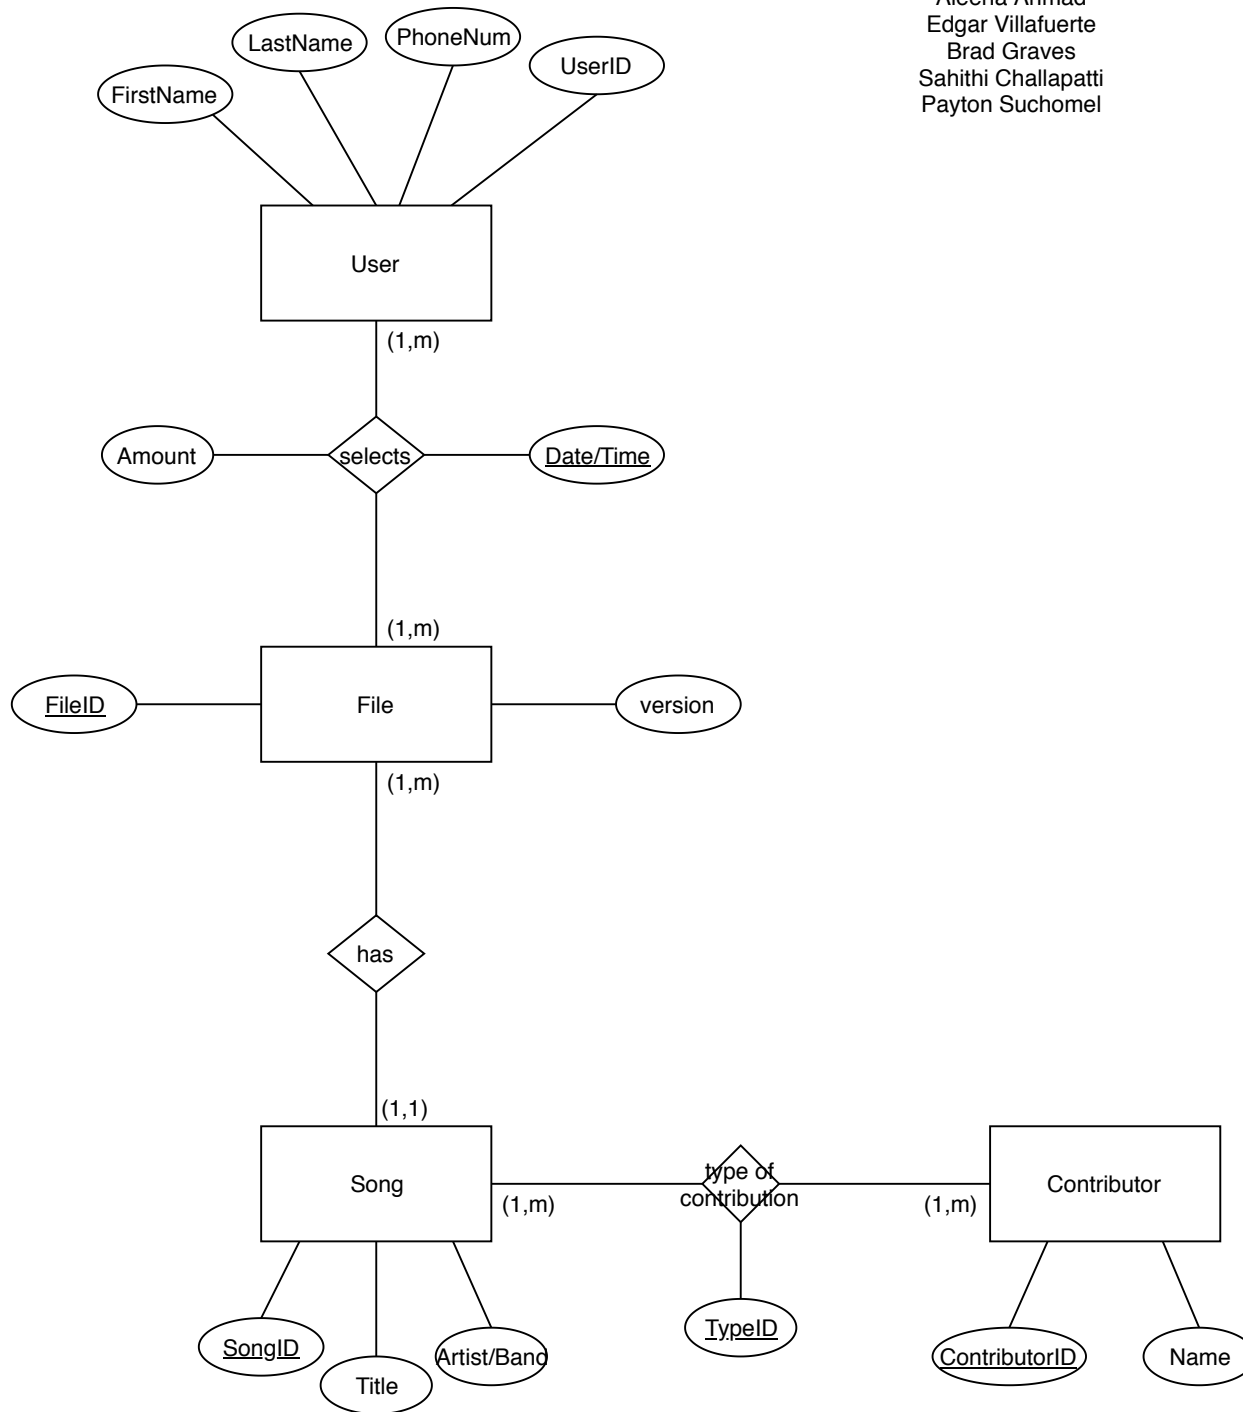 Edgar Villafuerte
Brad Graves
Sahithi Challapatti
Payton Suchomel
LastName
PhoneNum
UserID
FirstName
User
(1,m)
Amount
selects
Date/Time
(1,m)
FileID
File
version
(1,m)
has
(1,1)
Song
(1,m)
type of
contribution
(1,m)
Contributor
SongID
Title
Artist/Band
TypeID
ContributorID
Name